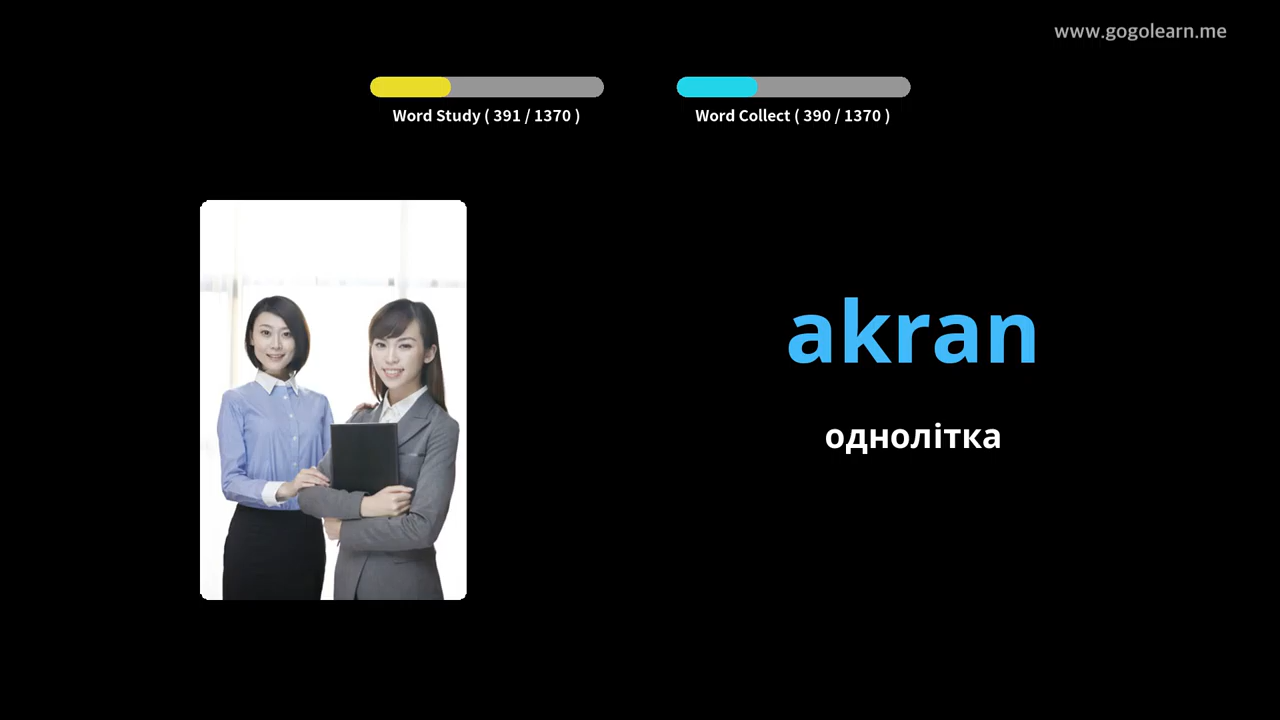 www.gogolearn.me
Word Study ( 391 / 1370 )
Word Collect ( 390 / 1370 )
akran
однолітка